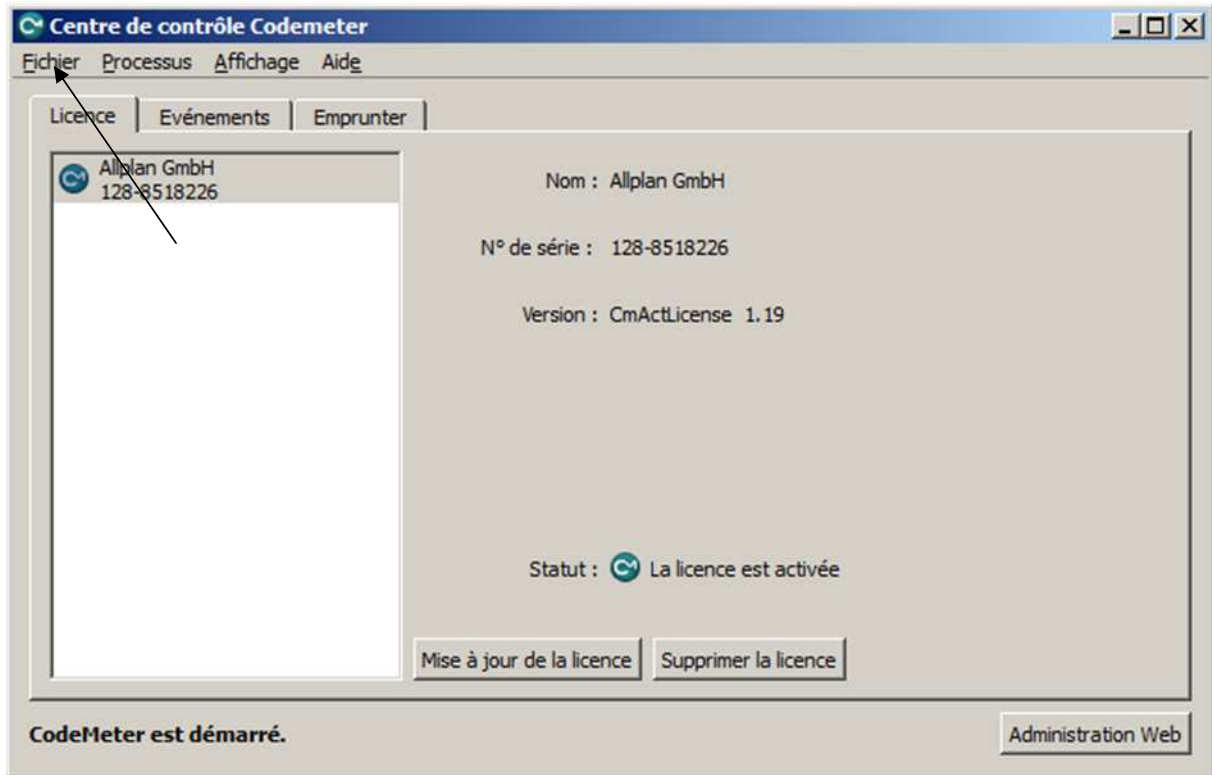 Centre de contrôle Codemeter
Fichier Processus Affichage Aide
Licence Evénements Emprunter
Allplan GmbH
128-8518226
Nom : Allplan GmbH
N° de série : 128-8518226
Version : CmActLicense 1.19
Statut : La licence est activée
Mise à jour de la licence Supprimer la licence
CodeMeter est démarré.
Administration Web